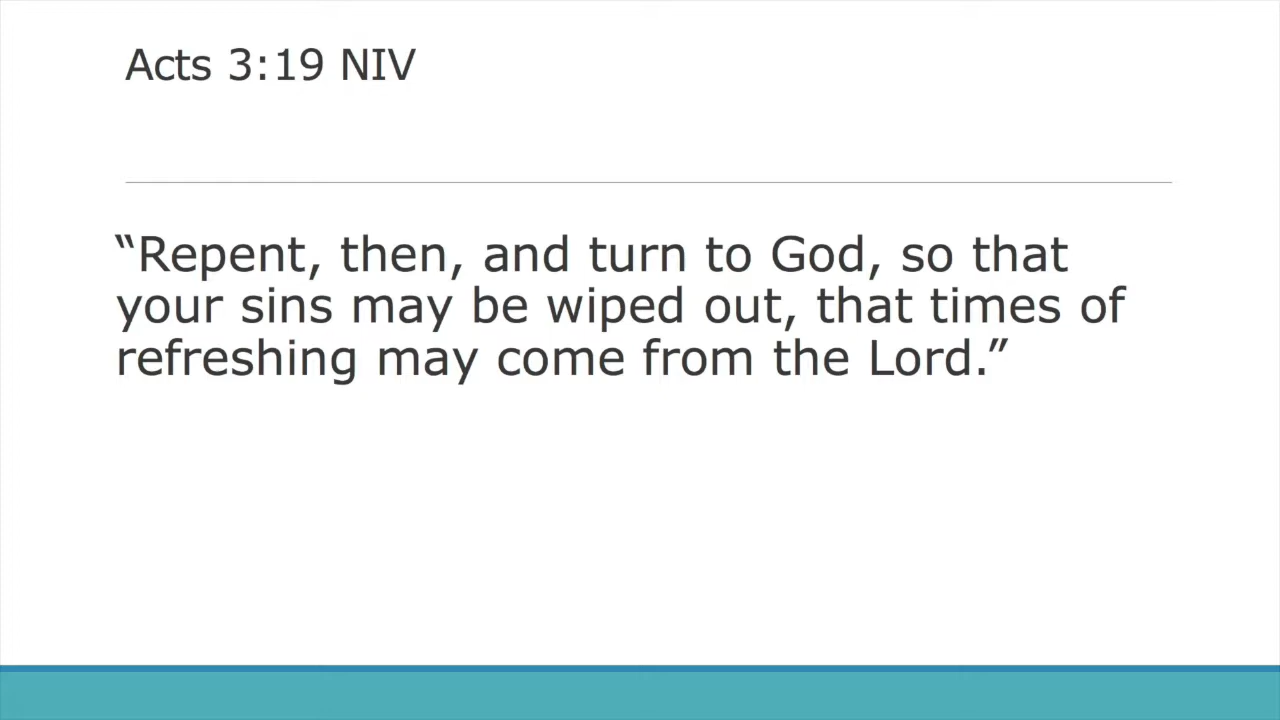 Acts 3:19 NIV
“Repent, then, and turn to God, so that
your sins may be wiped out, that times of
refreshing may come from the Lord.”